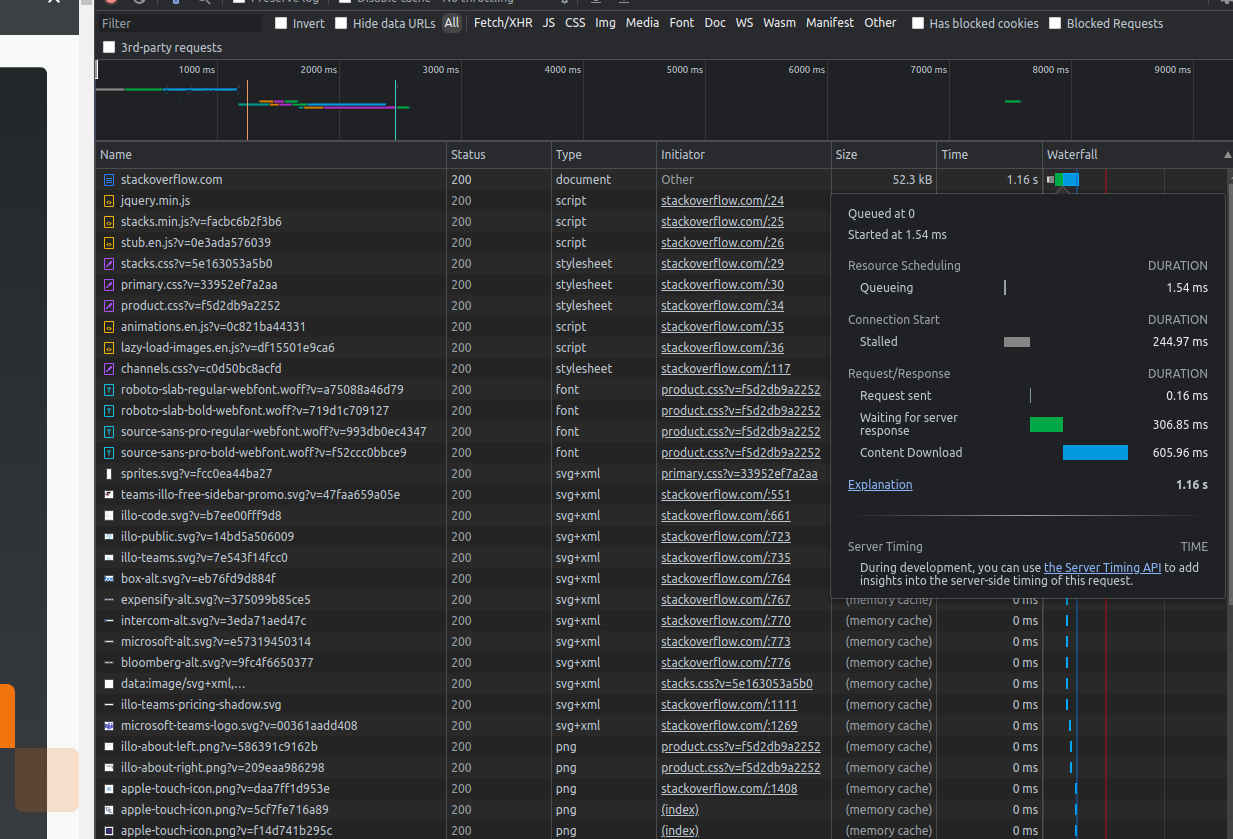 Preserve log Disable cache No throttling
Filter Invert Hide data URLs All Fetch/XHR JS CSS Img Media Font Doc WS Wasm Manifest Other Has blocked cookies Blocked Requests
3rd-party requests
1000 ms 2000 ms 3000 ms 4000 ms 5000 ms 6000 ms 7000 ms 8000 ms 9000 ms
Name Status Type Initiator Size Time Waterfall
stackoverflow.com 200 document Other 52.3 kB 1.16 s
jquery.min.js 200 script stackoverflow.com/:24
stacks.min.js?v=facbc6b2f3b6 200 script stackoverflow.com/:25
stub.en.js?v=0e3ada576039 200 script stackoverflow.com/:26
stacks.css?v=5e163053a5b0 200 stylesheet stackoverflow.com/:29
primary.css?v=33952ef7a2aa 200 stylesheet stackoverflow.com/:30
product.css?v=f5d2db9a2252 200 stylesheet stackoverflow.com/:34
animations.en.js?v=0c821ba44331 200 script stackoverflow.com/:35
lazy-load-images.en.js?v=df15501e9ca6 200 script stackoverflow.com/:36
channels.css?v=c0d50bc8acfd 200 stylesheet stackoverflow.com/:117
roboto-slab-regular-webfont.woff?v=a75088a46d79 200 font product.css?v=f5d2db9a2252
roboto-slab-bold-webfont.woff?v=719d1c709127 200 font product.css?v=f5d2db9a2252
source-sans-pro-regular-webfont.woff?v=993db0ec4347 200 font product.css?v=f5d2db9a2252
source-sans-pro-bold-webfont.woff?v=f52ccc0bbce9 200 font product.css?v=f5d2db9a2252
sprites.svg?v=fcc0ea44ba27 200 svg+xml primary.css?v=33952ef7a2aa
teams-illo-free-sidebar-promo.svg?v=47faa659a05e 200 svg+xml stackoverflow.com/:551
illo-code.svg?v=b7ee00fff9d8 200 svg+xml stackoverflow.com/:661
illo-public.svg?v=14bd5a506009 200 svg+xml stackoverflow.com/:723
illo-teams.svg?v=7e543f14fcc0 200 svg+xml stackoverflow.com/:735
box-alt.svg?v=eb76fd9d884f 200 svg+xml stackoverflow.com/:764
expensify-alt.svg?v=375099b85ce5 200 svg+xml stackoverflow.com/:767 (memory cache) 0 ms
intercom-alt.svg?v=3eda71aed47c 200 svg+xml stackoverflow.com/:770 (memory cache) 0 ms
microsoft-alt.svg?v=e57319450314 200 svg+xml stackoverflow.com/:773 (memory cache) 0 ms
bloomberg-alt.svg?v=9fc4f6650377 200 svg+xml stackoverflow.com/:776 (memory cache) 0 ms
data:image/svg+xml,... 200 svg+xml stacks.css?v=5e163053a5b0 (memory cache) 0 ms
illo-teams-pricing-shadow.svg 200 svg+xml stackoverflow.com/:1111 (memory cache) 0 ms
microsoft-teams-logo.svg?v=00361aadd408 200 svg+xml stackoverflow.com/:1269 (memory cache) 0 ms
illo-about-left.png?v=586391c9162b 200 png product.css?v=f5d2db9a2252 (memory cache) 0 ms
illo-about-right.png?v=209eaa986298 200 png product.css?v=f5d2db9a2252 (memory cache) 0 ms
apple-touch-icon.png?v=daa7ff1d953e 200 png stackoverflow.com/:1408 (memory cache) 0 ms
apple-touch-icon.png?v=5cf7fe716a89 200 png (index) (memory cache) 0 ms
apple-touch-icon.png?v=f14d741b295c 200 png (index) (memory cache) 0 ms
Queued at 0
Started at 1.54 ms
Resource Scheduling DURATION
Queueing 1.54 ms
Connection Start DURATION
Stalled 244.97 ms
Request/Response DURATION
Request sent 0.16 ms
Waiting for server
response 306.85 ms
Content Download 605.96 ms
Explanation 1.16 s
Server Timing TIME
During development, you can use the Server Timing API to add
insights into the server-side timing of this request.